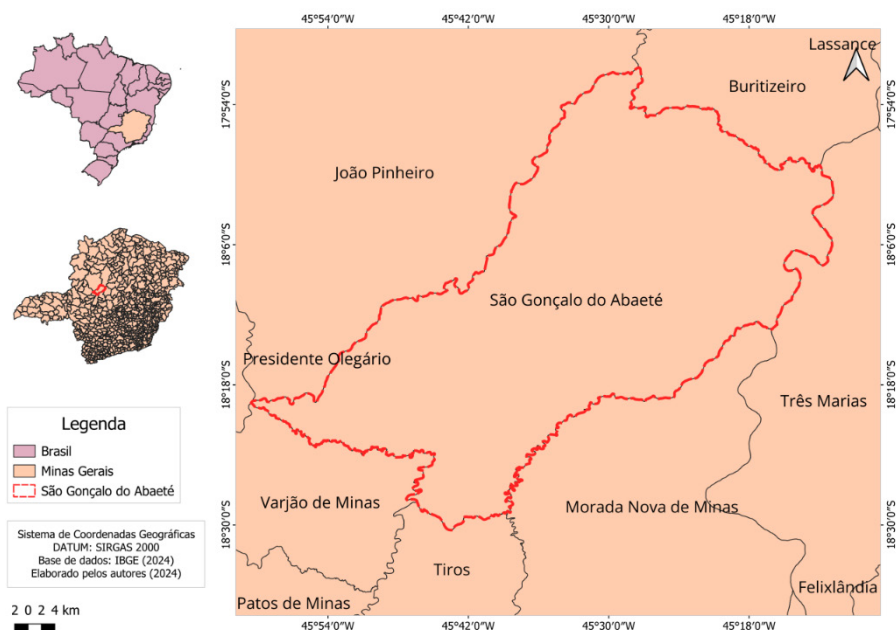 45°54'0"W 45°42'0"W 45°30'0"W 45°18'0"W
Lassance
Buritizeiro
17°54'0"S 17°54'0"S
João Pinheiro
18°6'0"S 18°6'0"S
São Gonçalo do Abaeté
Presidente Olegário
18°18'0"S 18°18'0"S
Três Marias
Varjão de Minas
Morada Nova de Minas
18°30'0"S 18°30'0"S
Tiros
Felixlândia
Patos de Minas
45°54'0"W 45°42'0"W 45°30'0"W 45°18'0"W
Legenda
Brasil
Minas Gerais
São Gonçalo do Abaeté
Sistema de Coordenadas Geográficas
DATUM: SIRGAS 2000
Base de dados: IBGE (2024)
Elaborado pelos autores (2024)
2 0 2 4 km